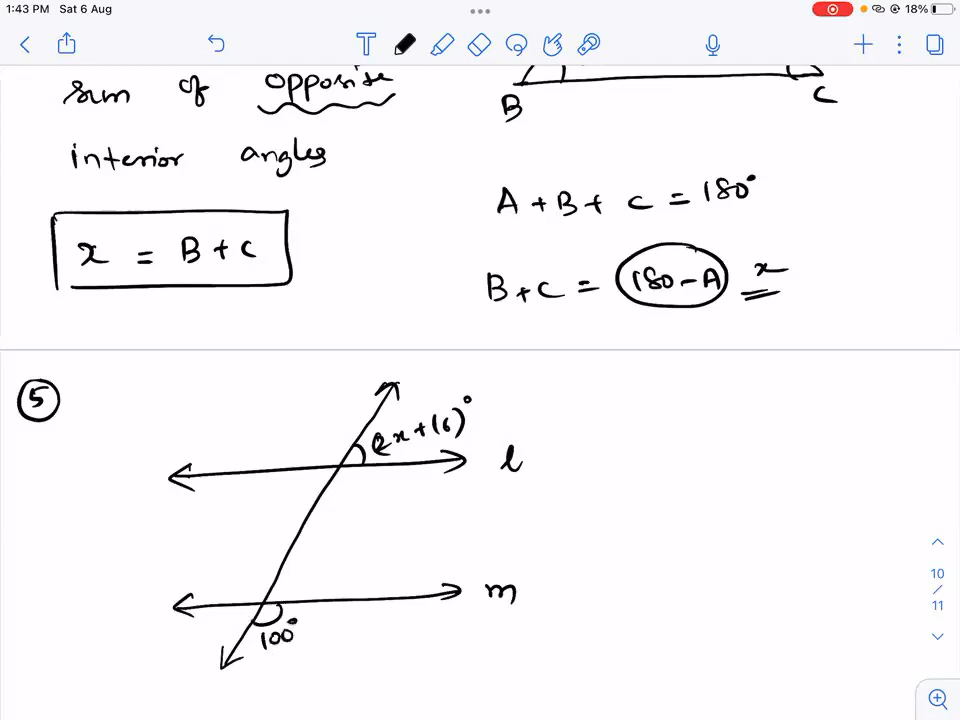 1:43 PM Sat 6 Aug
18%
T
sum of opposite
interior angles
x = B + C
B C
A + B + C = 180°
B + C = 180 - A x
5
(2x + 16)°
l
m
100°
10
/
11